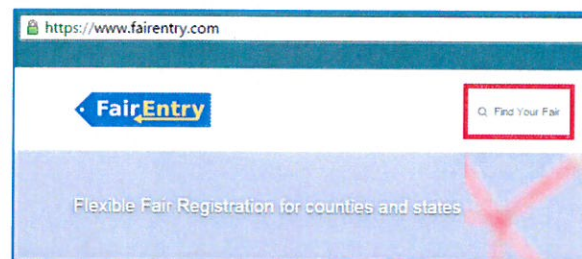 https://www.fairentry.com
FairEntry
Find Your Fair
Flexible Fair Registration for counties and states